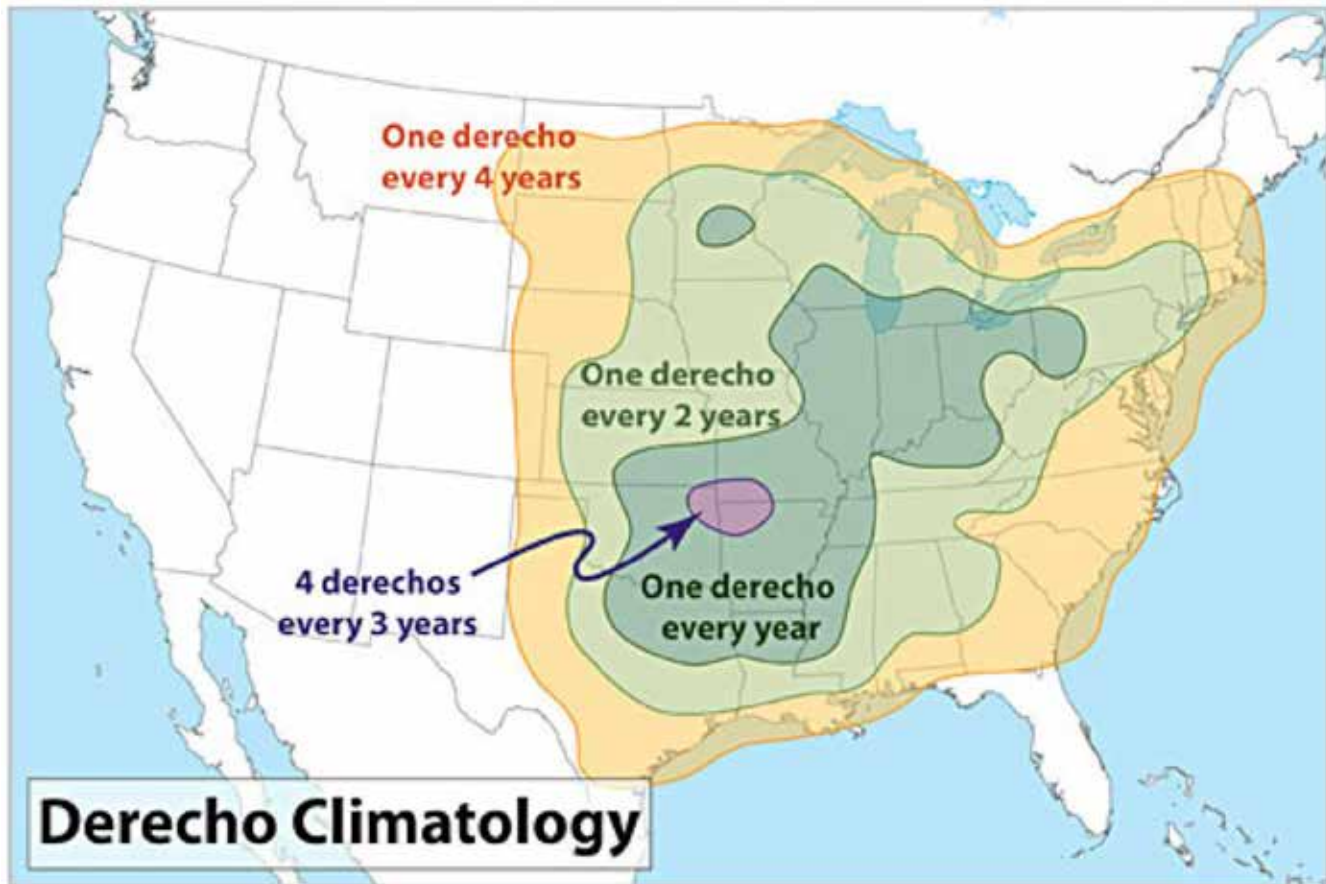 One derecho
every 4 years
One derecho
every 2 years
4 derechos
every 3 years
One derecho
every year
Derecho Climatology